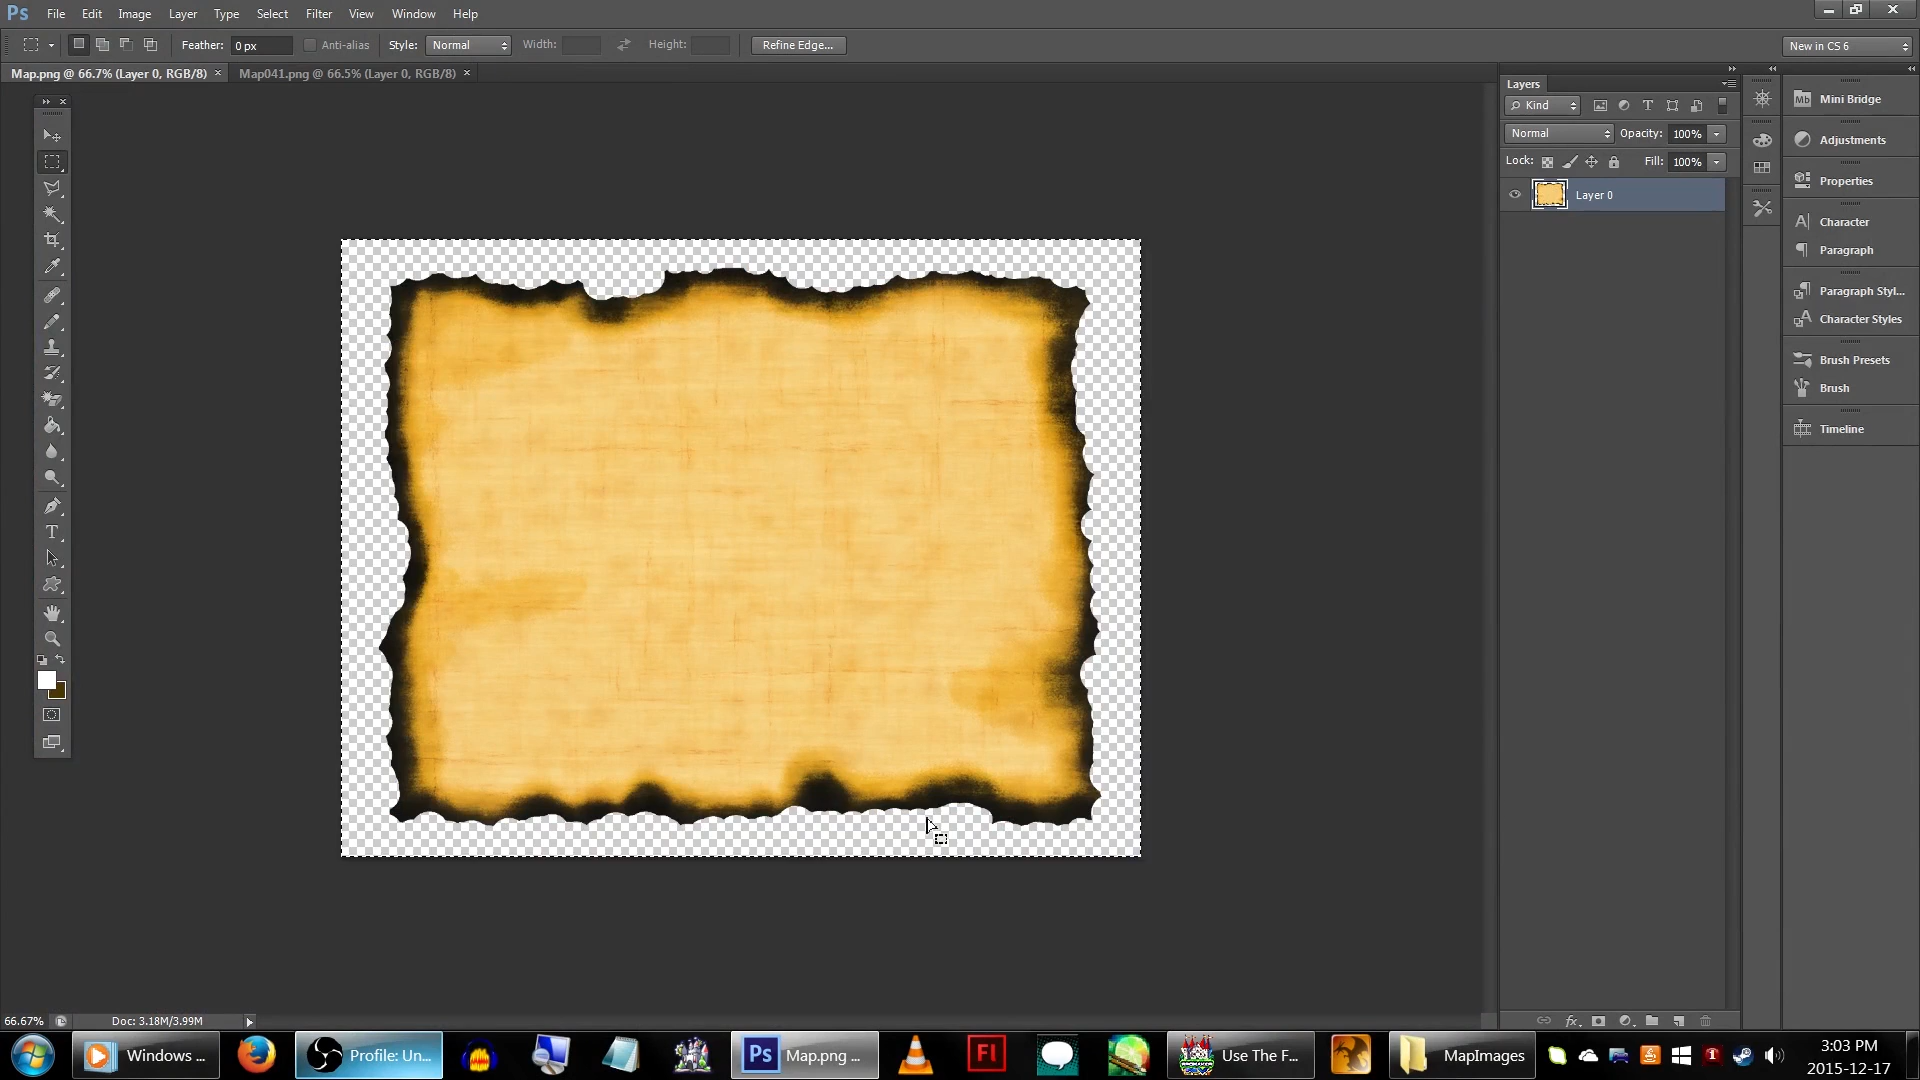 Ps File Edit Image Layer Type Select Filter View Window Help
Feather: 0 px Anti-alias Style: Normal Width: Height: Refine Edge... New in CS 6
Map.png @ 66.7% (Layer 0, RGB/8) × Map041.png @ 66.5% (Layer 0, RGB/8) ×
Layers
Kind
Normal Opacity: 100%
Lock: Fill: 100%
Layer 0
Mb Mini Bridge
Adjustments
Properties
Character
Paragraph
Paragraph Styl...
Character Styles
Brush Presets
Brush
Timeline
66.67% Doc: 3.18M/3.99M
Windows ... Profile: Un... Ps Map.png ... Fl Use The F... MapImages
3:03 PM
2015-12-17